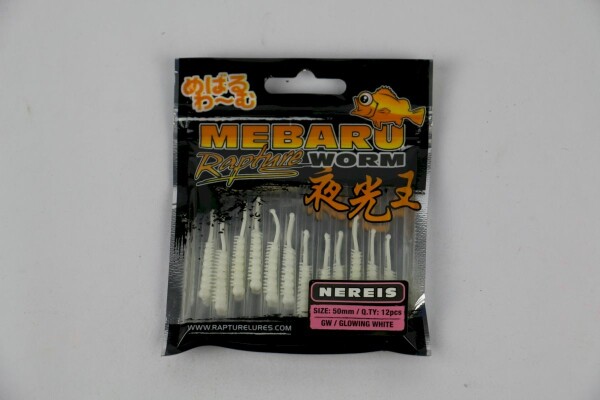 めばる
わ〜む
MEBARU
Rapture WORM
夜光王
NEREIS
SIZE: 50mm / Q.TY: 12pcs
GW / GLOWING WHITE
WWW.RAPTURELURES.COM